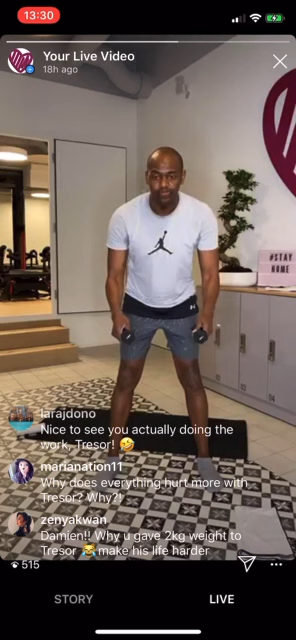 13:30
Your Live Video
18h ago
#STAY
HOME
larajdono
Nice to see you actually doing the
work, Tresor! 🤣
marianation11
Why does everything hurt more with
Tresor? Why?!
zenyakwan
Damien!! Why u gave 2kg weight to
Tresor 😂 make his life harder
515
STORY
LIVE